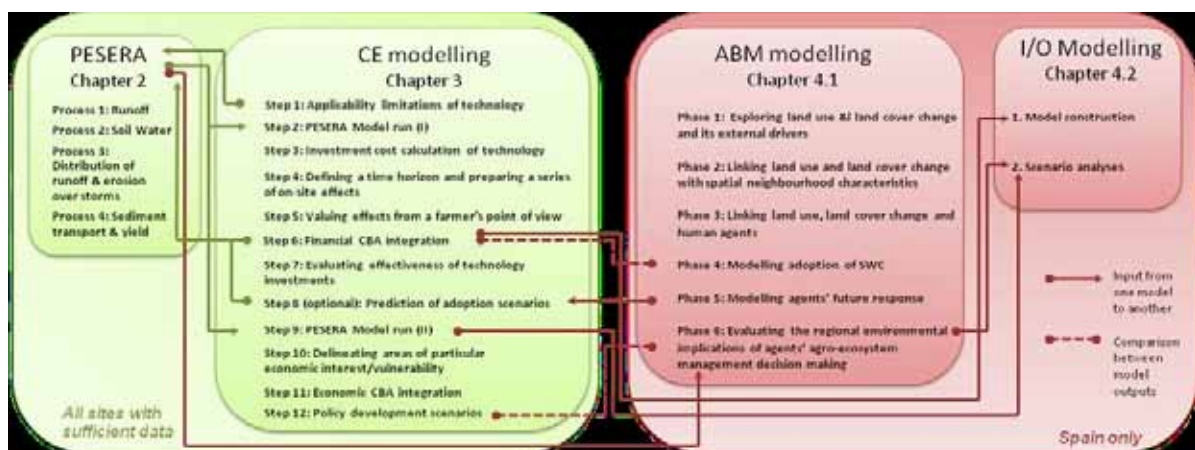 PESERA
Chapter 2
Process 1: Runoff
Process 2: Soil Water
Process 3:
Distribution of
runoff & erosion
over storms
Process 4: Sediment
transport & yield
All sites with
sufficient data
CE modelling
Chapter 3
Step 1: Applicability limitations of technology
Step 2: PESERA Model run (I)
Step 3: Investment cost calculation of technology
Step 4: Defining a time horizon and preparing a series
of on-site effects
Step 5: Valuing effects from a farmer's point of view
Step 6: Financial CBA integration
Step 7: Evaluating effectiveness of technology
investments
Step 8 (optional): Prediction of adoption scenarios
Step 9: PESERA Model run (II)
Step 10: Delineating areas of particular
economic interest/vulnerability
Step 11: Economic CBA integration
Step 12: Policy development scenarios
ABM modelling
Chapter 4.1
Phase 1: Exploring land use & land cover change
and its external drivers
Phase 2: Linking land use and land cover change
with spatial neighbourhood characteristics
Phase 3: Linking land use, land cover change and
human agents
Phase 4: Modelling adoption of SWC
Phase 5: Modelling agents' future response
Phase 6: Evaluating the regional environmental
implications of agents' agro-ecosystem
management decision making
I/O Modelling
Chapter 4.2
1. Model construction
2. Scenario analyses
Input from
one model
to another
Comparison
between
model
outputs
Spain only